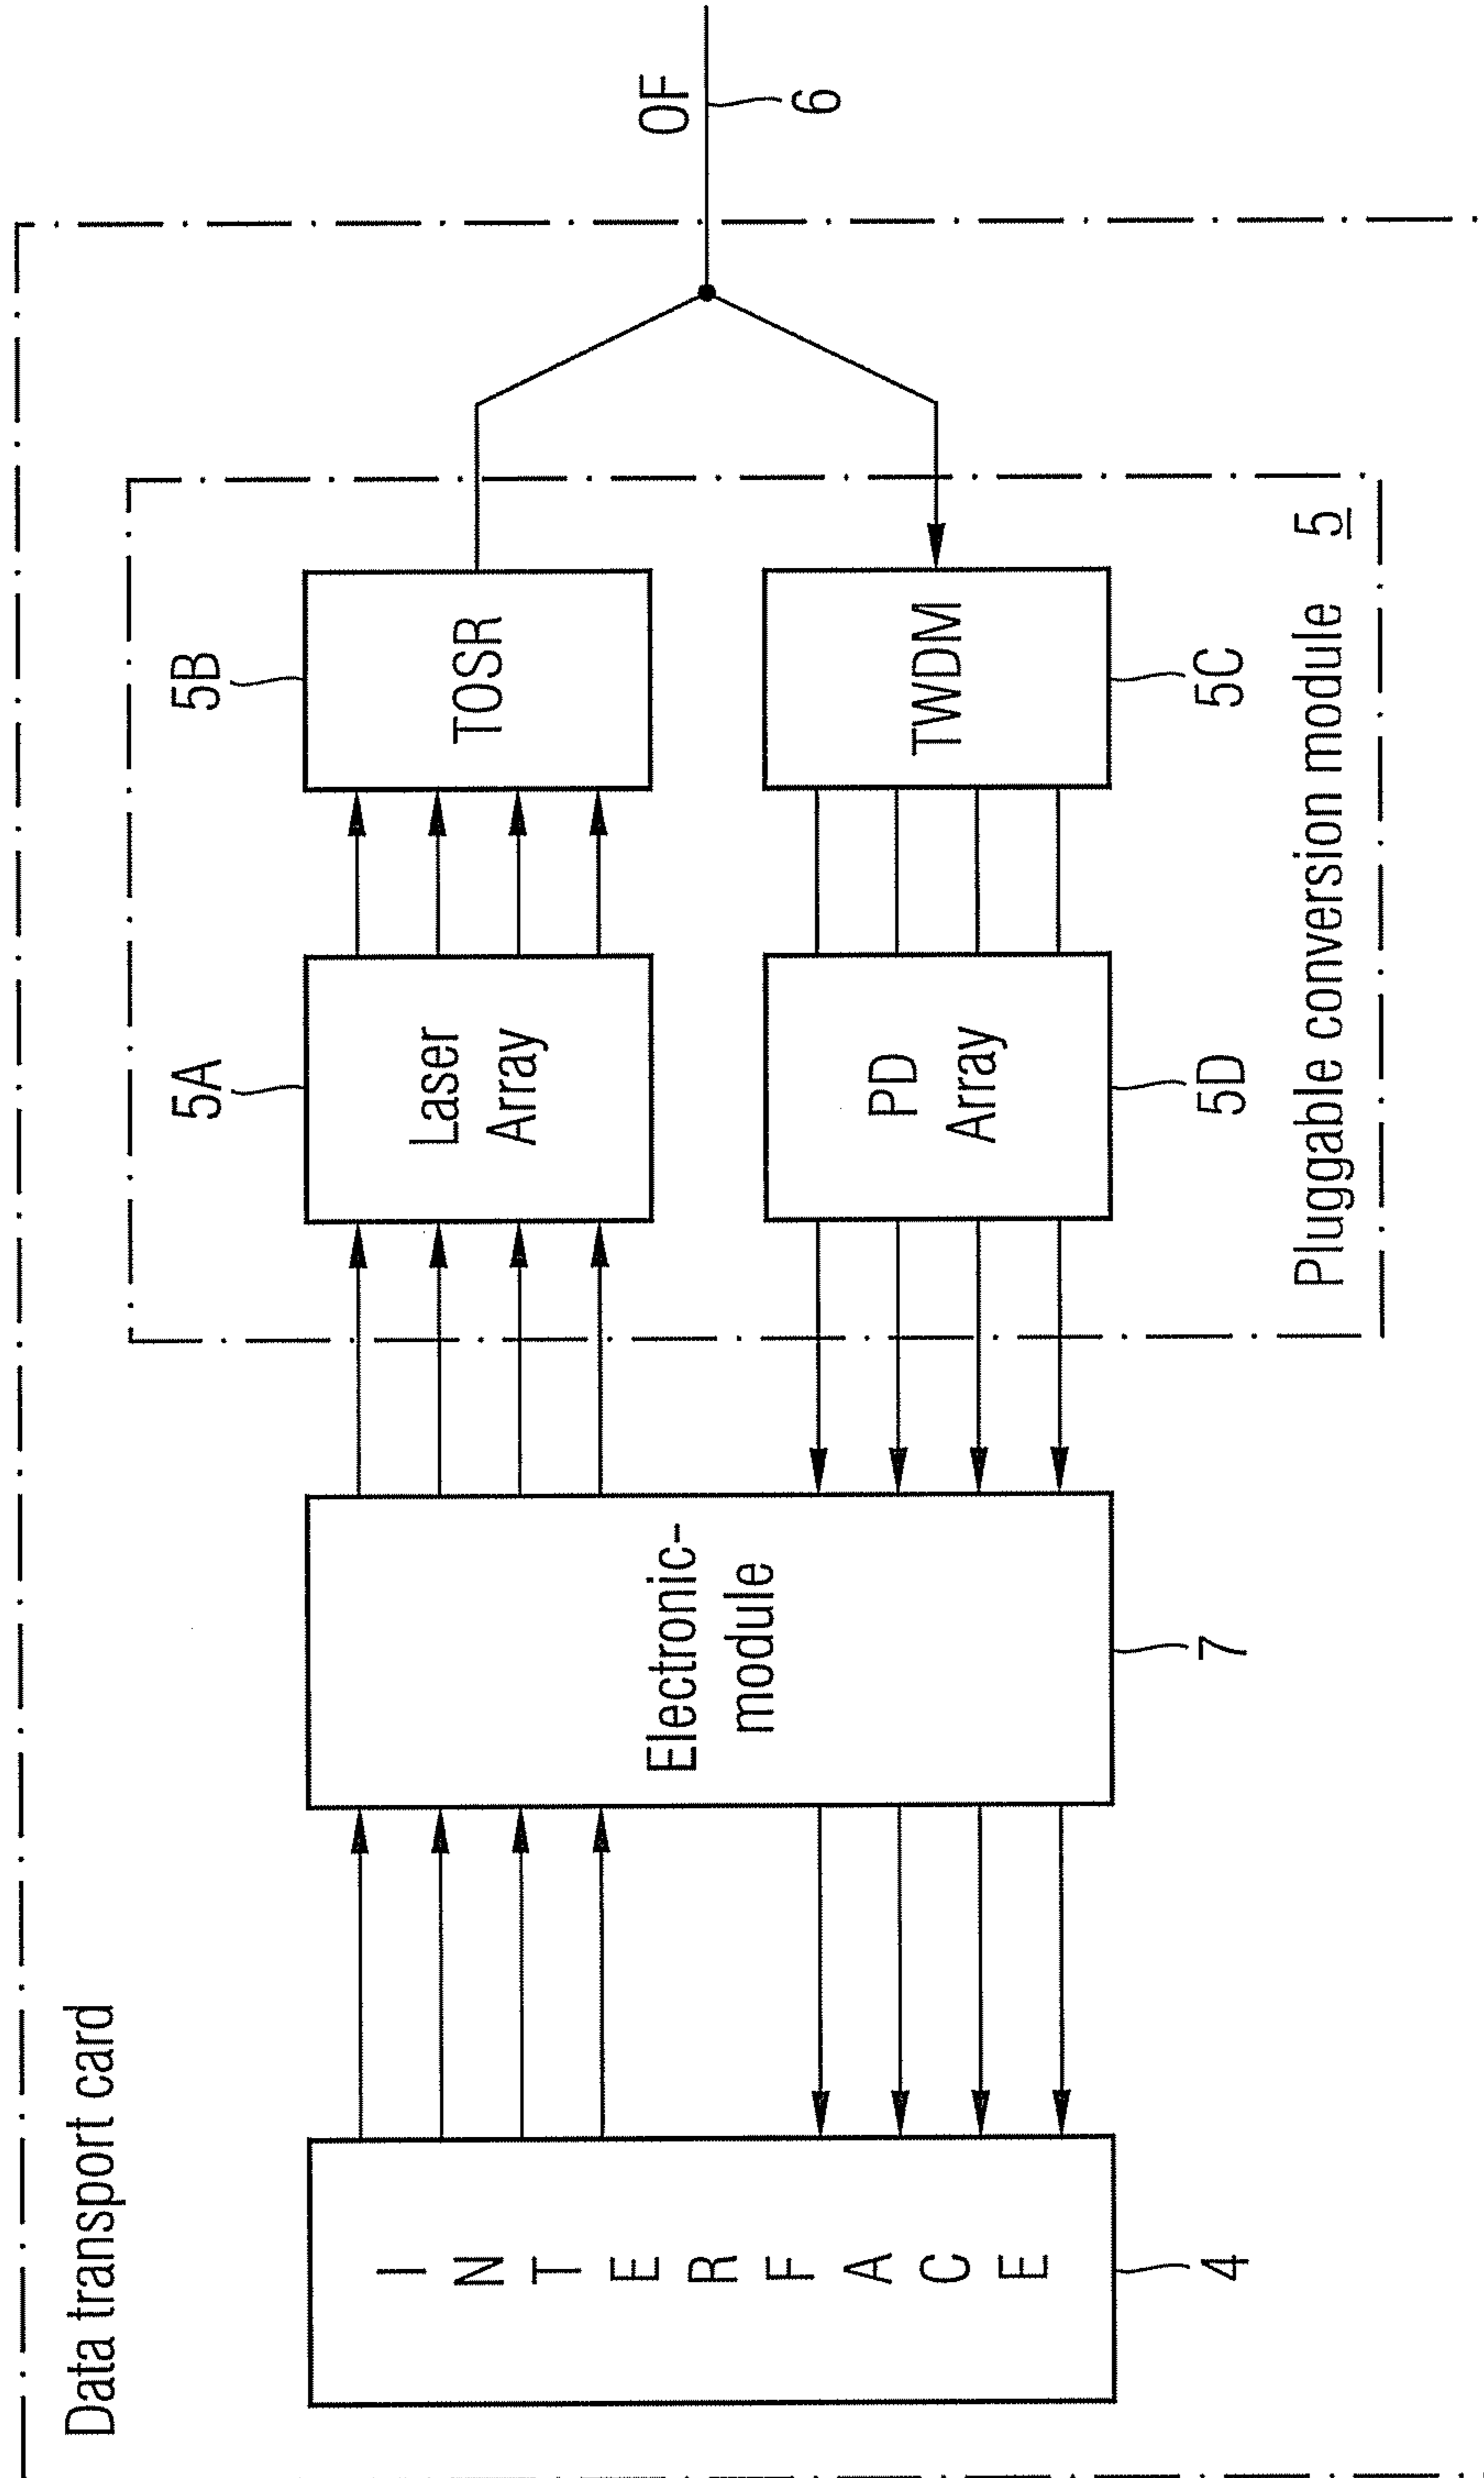 Data transport card
INTERFACE
4
Electronic-
module
7
5A
Laser
Array
5B
TOSR
PD
Array
5D
TWDM
5C
Pluggable conversion module 5
OF
6